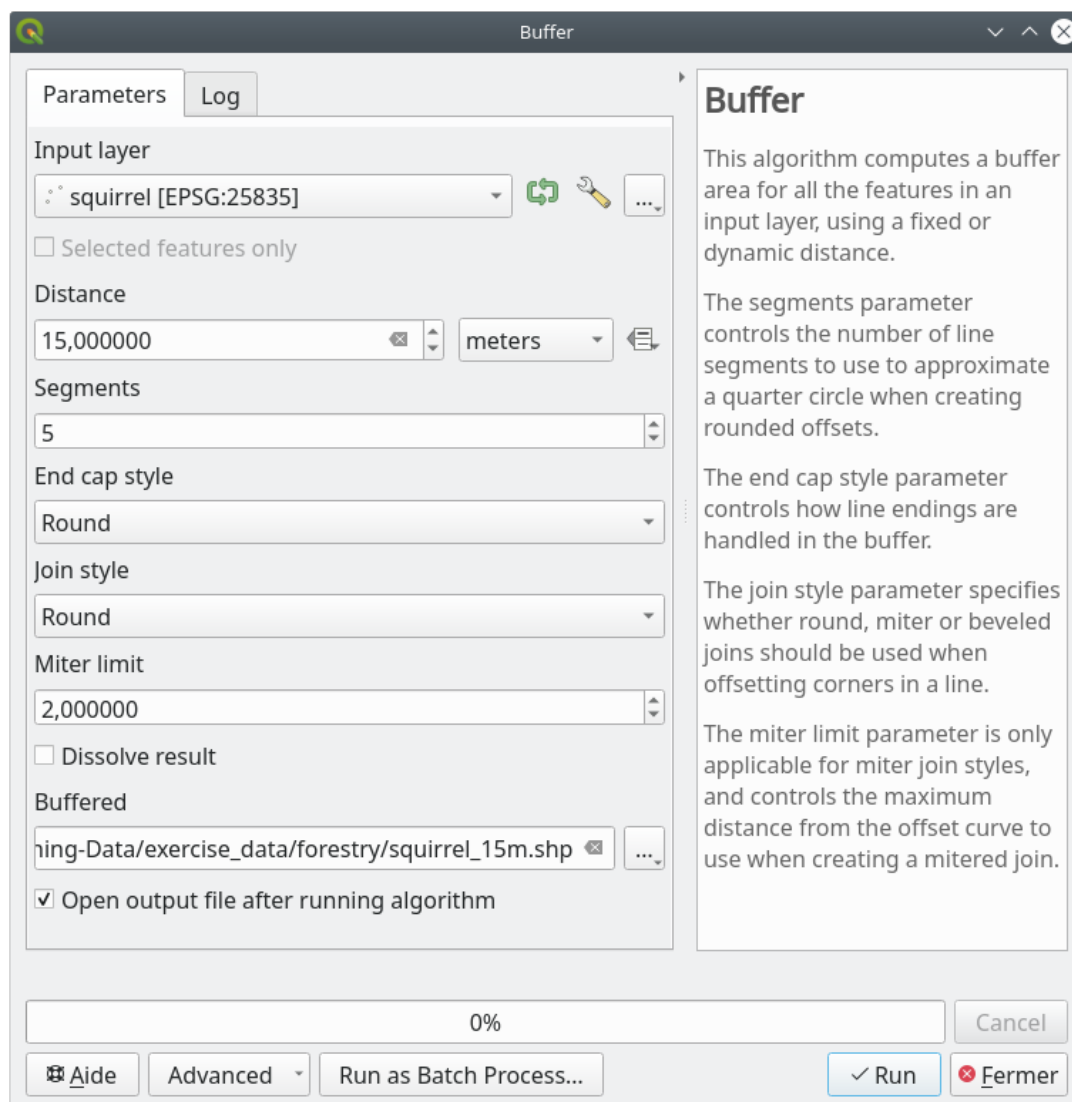 Buffer
Parameters
Log
Input layer
squirrel [EPSG:25835]
...
Selected features only
Distance
15,000000
meters
Segments
5
End cap style
Round
Join style
Round
Miter limit
2,000000
Dissolve result
Buffered
ning-Data/exercise_data/forestry/squirrel_15m.shp
...
Open output file after running algorithm
Buffer
This algorithm computes a buffer
area for all the features in an
input layer, using a fixed or
dynamic distance.
The segments parameter
controls the number of line
segments to use to approximate
a quarter circle when creating
rounded offsets.
The end cap style parameter
controls how line endings are
handled in the buffer.
The join style parameter specifies
whether round, miter or beveled
joins should be used when
offsetting corners in a line.
The miter limit parameter is only
applicable for miter join styles,
and controls the maximum
distance from the offset curve to
use when creating a mitered join.
0%
Cancel
Aide
Advanced
Run as Batch Process...
Run
Fermer